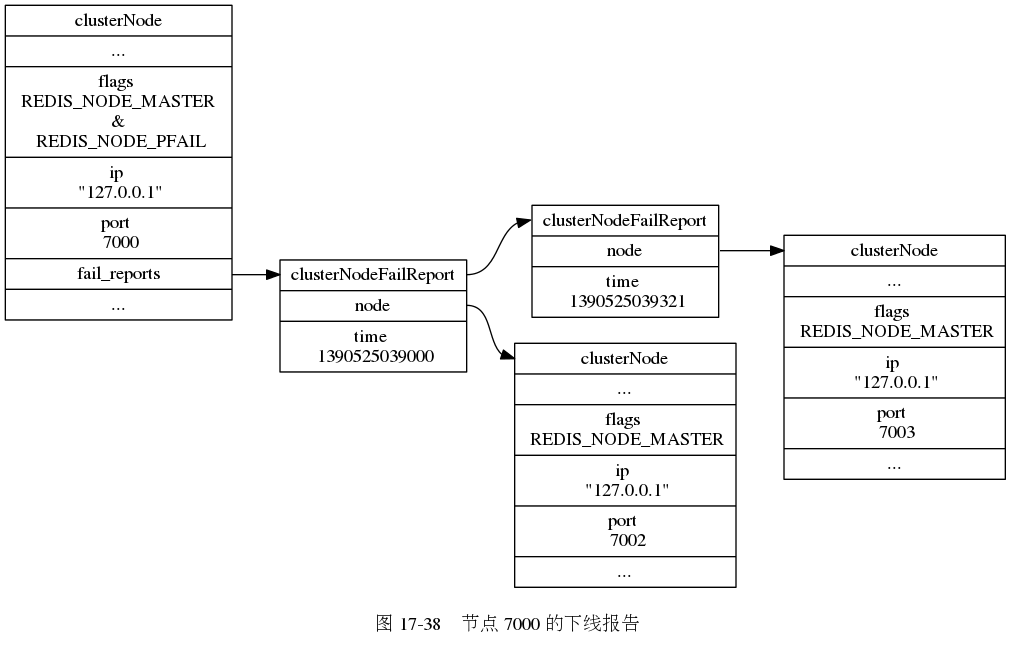 clusterNode
...
flags
REDIS_NODE_MASTER
&
REDIS_NODE_PFAIL
ip
"127.0.0.1"
port
7000
fail_reports
...
clusterNodeFailReport
node
time
1390525039000
clusterNodeFailReport
node
time
1390525039321
clusterNode
...
flags
REDIS_NODE_MASTER
ip
"127.0.0.1"
port
7002
...
clusterNode
...
flags
REDIS_NODE_MASTER
ip
"127.0.0.1"
port
7003
...
图 17-38 节点 7000 的下线报告